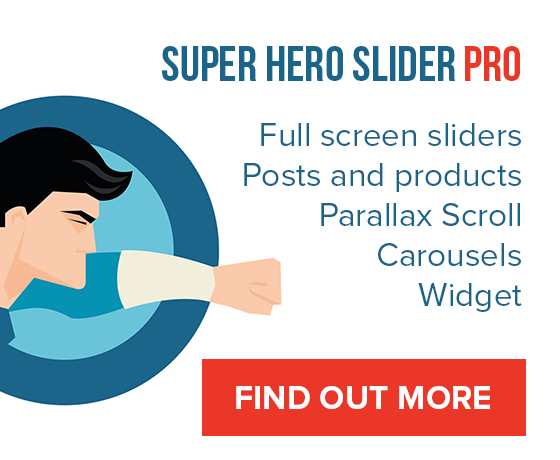 SUPER HERO SLIDER PRO
Full screen sliders
Posts and products
Parallax Scroll
Carousels
Widget
FIND OUT MORE